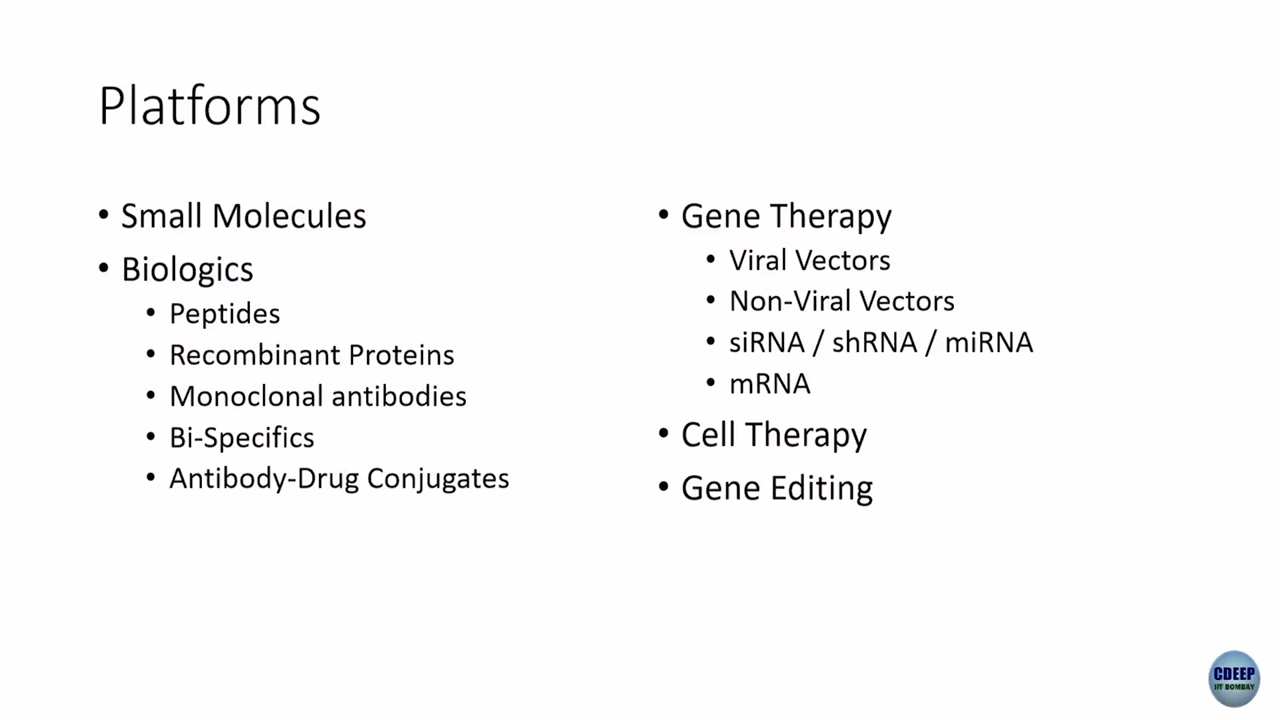 Platforms
• Small Molecules
• Biologics
• Peptides
• Recombinant Proteins
• Monoclonal antibodies
• Bi-Specifics
• Antibody-Drug Conjugates
• Gene Therapy
• Viral Vectors
• Non-Viral Vectors
• siRNA / shRNA / miRNA
• mRNA
• Cell Therapy
• Gene Editing
CDEEP
IIT BOMBAY